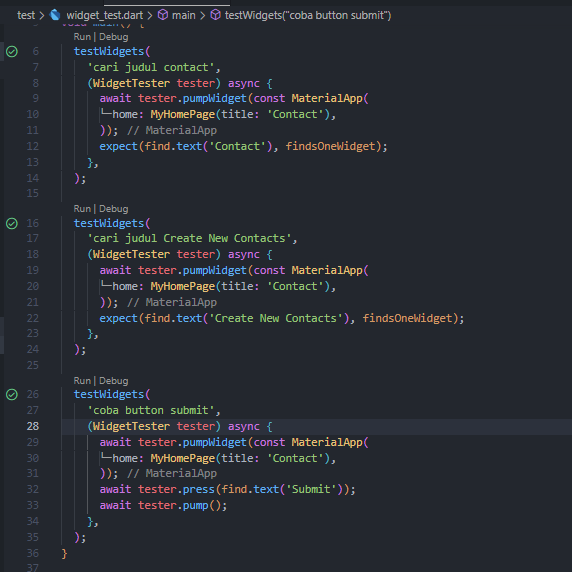 test > widget_test.dart > main > testWidgets("coba button submit")
5 void main() {
Run | Debug
6 testWidgets(
7 'cari judul contact',
8 (WidgetTester tester) async {
9 await tester.pumpWidget(const MaterialApp(
10 home: MyHomePage(title: 'Contact'),
11 )); // MaterialApp
12 expect(find.text('Contact'), findsOneWidget);
13 },
14 );
15
Run | Debug
16 testWidgets(
17 'cari judul Create New Contacts',
18 (WidgetTester tester) async {
19 await tester.pumpWidget(const MaterialApp(
20 home: MyHomePage(title: 'Contact'),
21 )); // MaterialApp
22 expect(find.text('Create New Contacts'), findsOneWidget);
23 },
24 );
25
Run | Debug
26 testWidgets(
27 'coba button submit',
28 (WidgetTester tester) async {
29 await tester.pumpWidget(const MaterialApp(
30 home: MyHomePage(title: 'Contact'),
31 )); // MaterialApp
32 await tester.press(find.text('Submit'));
33 await tester.pump();
34 },
35 );
36 }
37